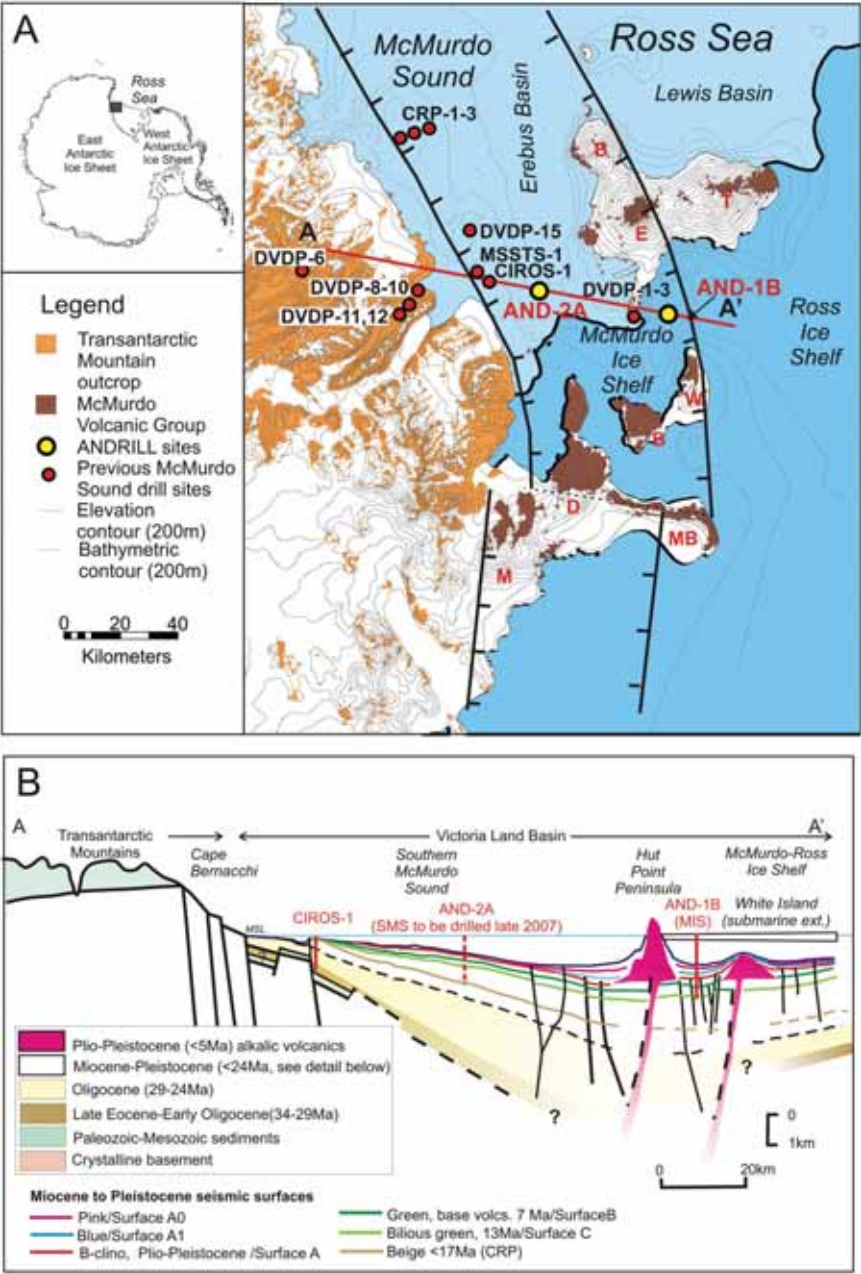 A
Ross
Sea
East
Antarctic
Ice Sheet
West
Antarctic
Ice Sheet
Legend
Transantarctic
Mountain
outcrop
McMurdo
Volcanic Group
ANDRILL sites
Previous McMurdo
Sound drill sites
Elevation
contour (200m)
Bathymetric
contour (200m)
0 20 40
Kilometers
McMurdo
Sound
Ross Sea
Lewis Basin
Erebus Basin
CRP-1-3
B
T
E
A
DVDP-15
DVDP-6
MSSTS-1
CIROS-1
DVDP-8-10
DVDP-1-3
AND-1B
AND-2A
A'
DVDP-11,12
McMurdo
Ice
Shelf
Ross
Ice
Shelf
W
B
D
MB
M
B
A
A'
Transantarctic
Mountains
Victoria Land Basin
Cape
Bernacchi
Southern
McMurdo
Sound
Hut
Point
Peninsula
McMurdo-Ross
Ice Shelf
CIROS-1
AND-2A
(SMS to be drilled late 2007)
AND-1B
(MIS)
White Island
(submarine ext.)
MSL
Plio-Pleistocene (<5Ma) alkalic volcanics
Miocene-Pleistocene (<24Ma, see detail below)
Oligocene (29-24Ma)
Late Eocene-Early Oligocene(34-29Ma)
Paleozoic-Mesozoic sediments
Crystalline basement
?
?
0
1km
0 20km
Miocene to Pleistocene seismic surfaces
Pink/Surface A0
Blue/Surface A1
B-clino, Plio-Pleistocene /Surface A
Green, base volcs. 7 Ma/SurfaceB
Bilious green, 13Ma/Surface C
Beige <17Ma (CRP)